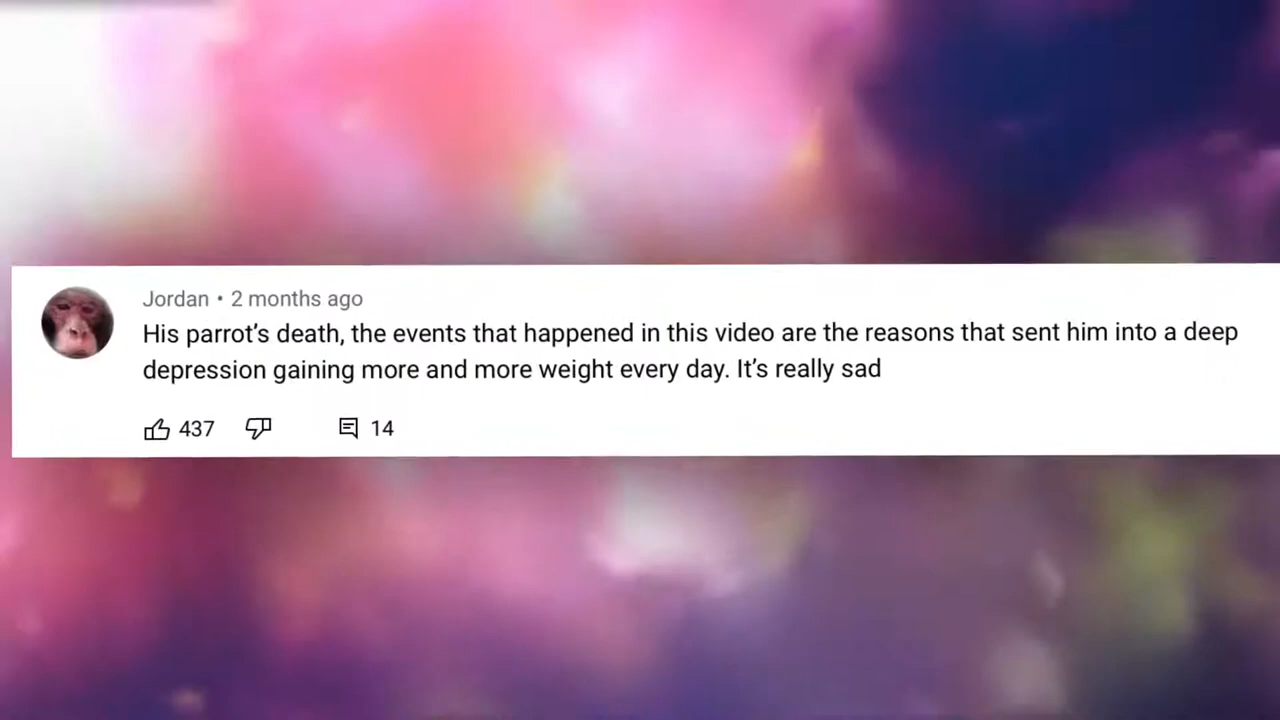 Jordan • 2 months ago
His parrot’s death, the events that happened in this video are the reasons that sent him into a deep
depression gaining more and more weight every day. It’s really sad
437 14